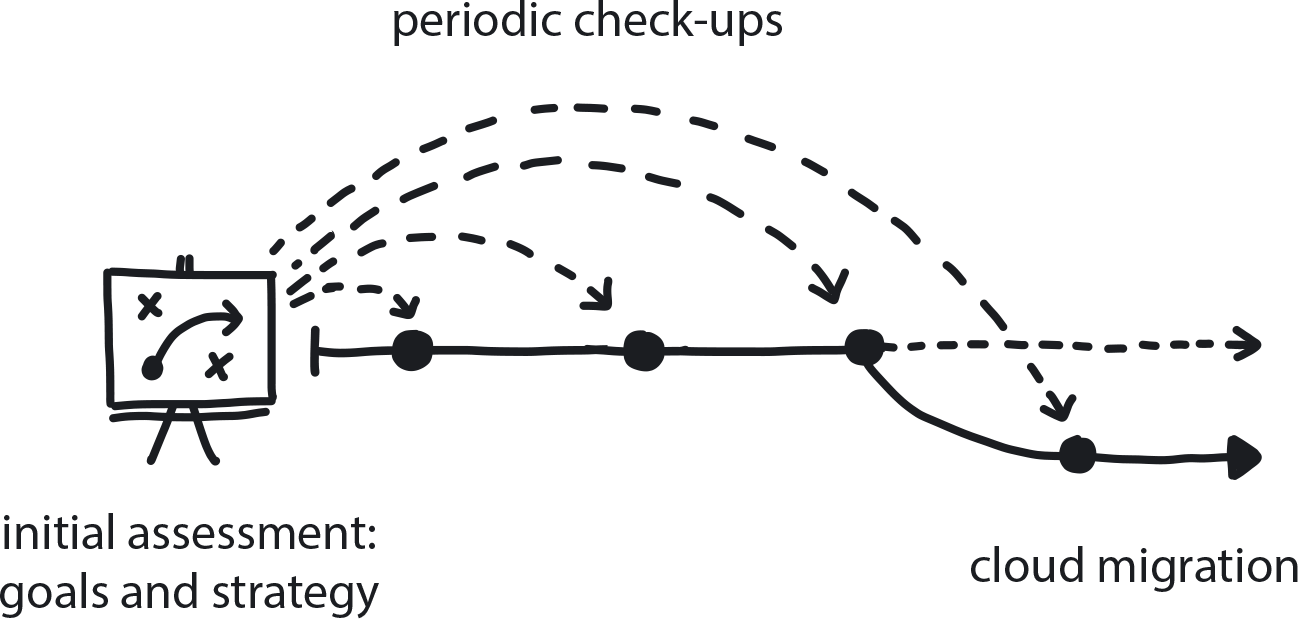 periodic check-ups
initial assessment:
goals and strategy
cloud migration